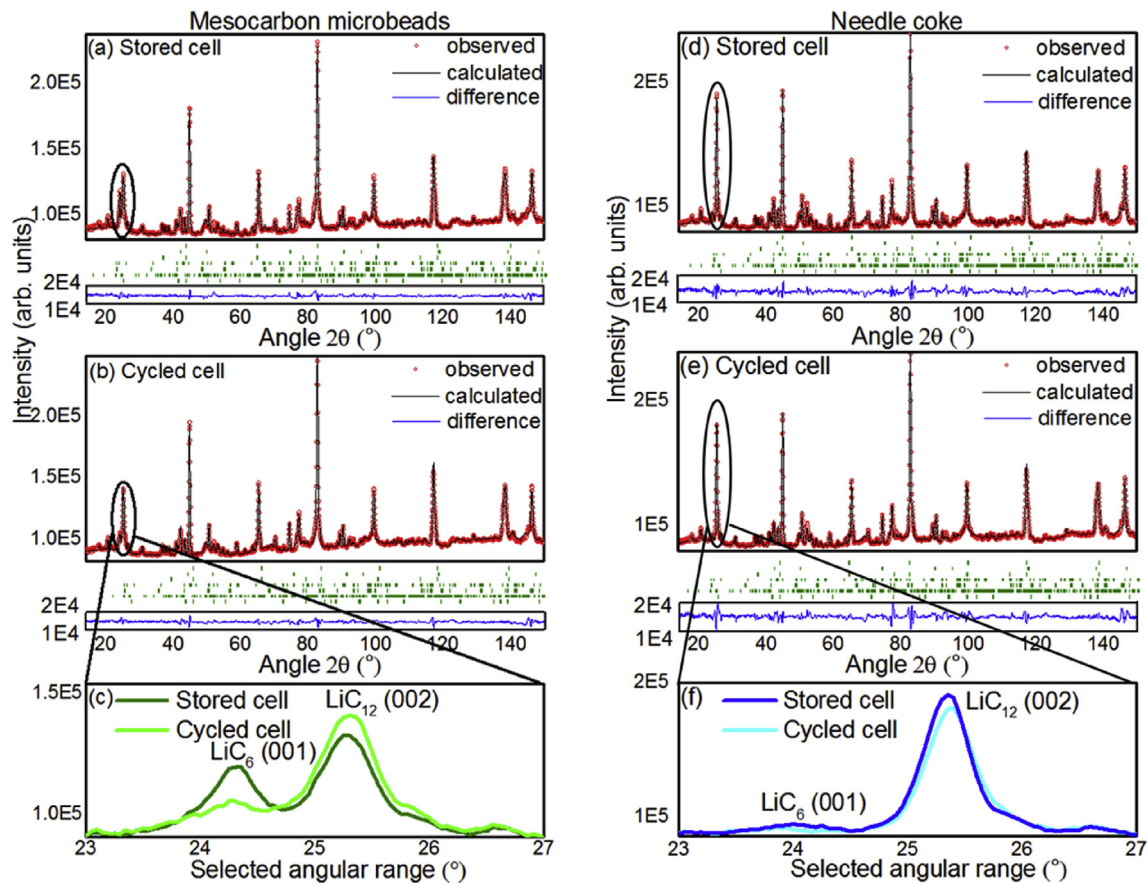 Mesocarbon microbeads
(a) Stored cell
observed
calculated
difference
2.0E5
1.5E5
1.0E5
2E4
1E4
20 40 60 80 100 120 140
Angle 2θ (°)
Intensity (arb. units)
(b) Cycled cell
observed
calculated
difference
2.0E5
1.5E5
1.0E5
2E4
1E4
20 40 60 80 100 120 140
Angle 2θ (°)
(c)
Stored cell
Cycled cell
LiC6 (001)
LiC12 (002)
1.5E5
1.0E5
23 24 25 26 27
Selected angular range (°)
Needle coke
(d) Stored cell
observed
calculated
difference
2E5
1E5
2E4
1E4
20 40 60 80 100 120 140
Angle 2θ (°)
Intensity (arb. units)
(e) Cycled cell
observed
calculated
difference
2E5
1E5
2E4
1E4
20 40 60 80 100 120 140
Angle 2θ (°)
(f)
Stored cell
Cycled cell
LiC12 (002)
LiC6 (001)
2E5
1E5
23 24 25 26 27
Selected angular range (°)